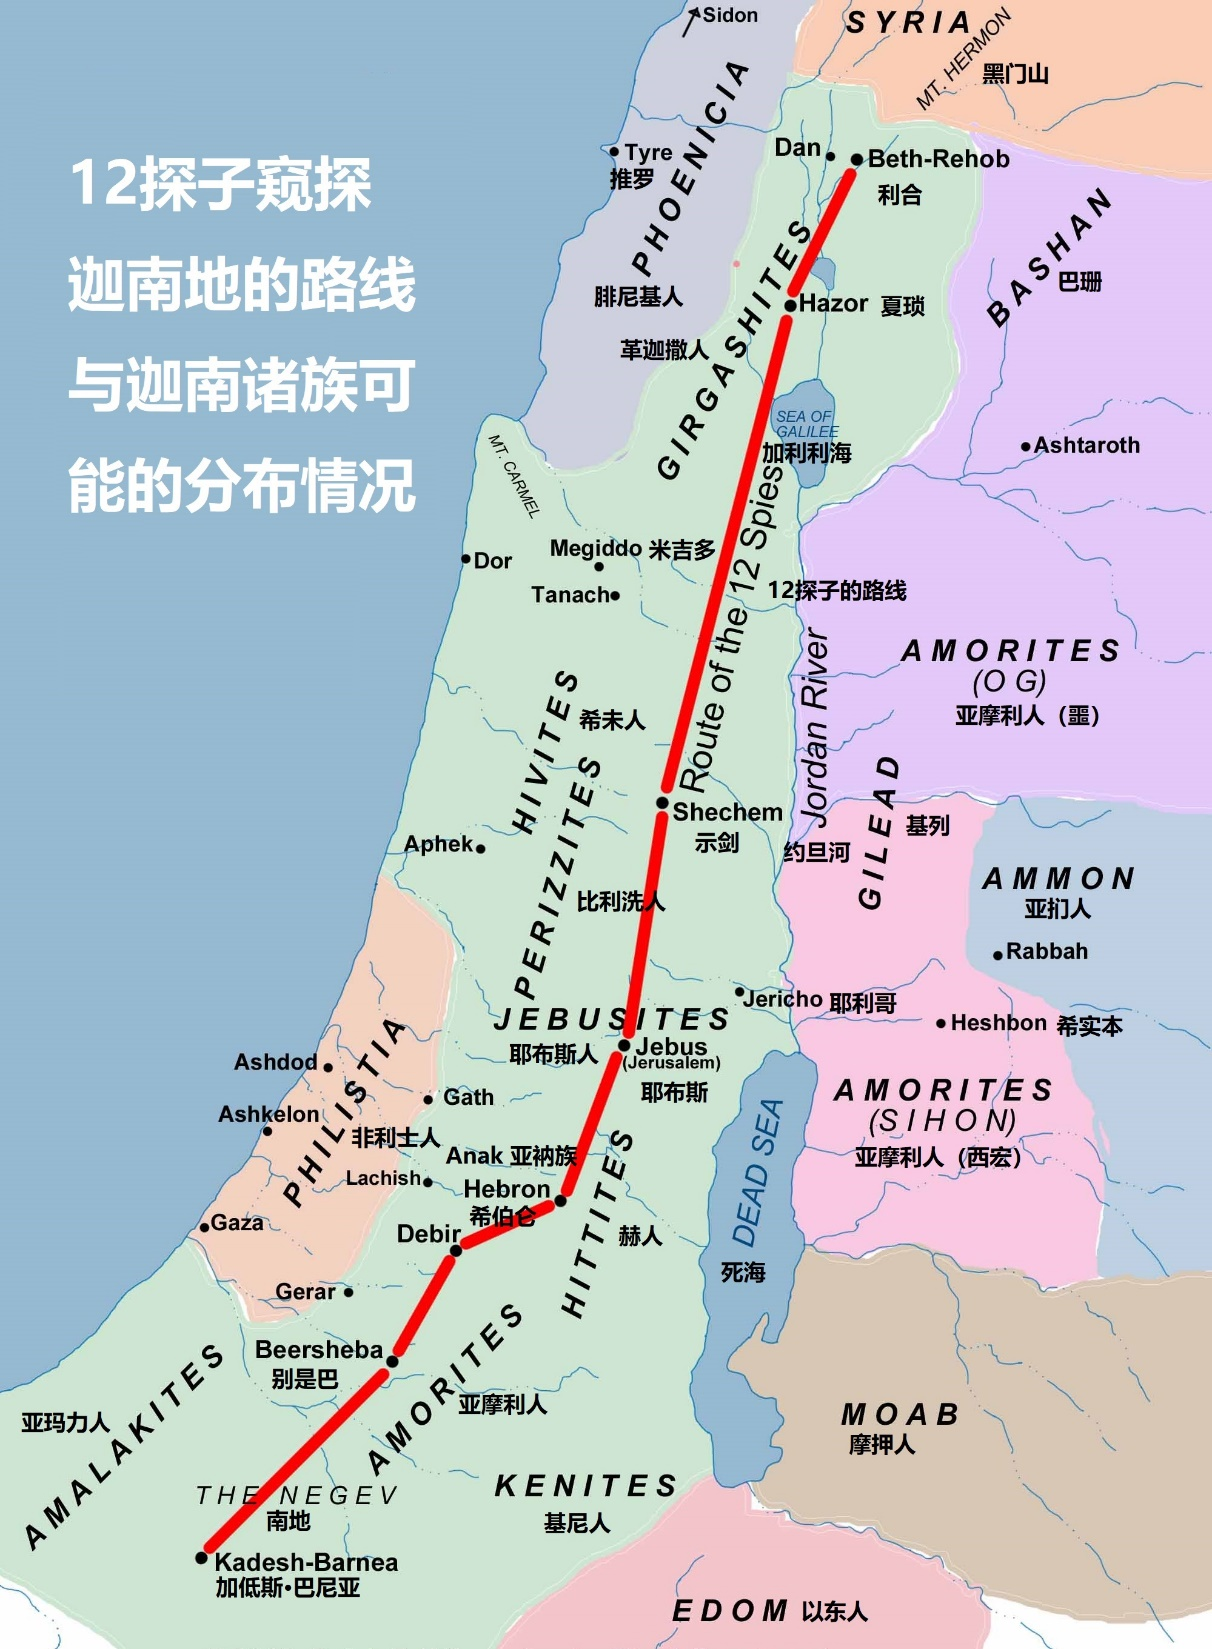 Sidon
SYRIA
MT. HERMON
黑门山
12探子窥探
迦南地的路线
与迦南诸族可
能的分布情况
PHOENICIA
Tyre
推罗
Dan
Beth-Rehob
利合
BASHAN
巴珊
腓尼基人
GIRGASHITES
革迦撒人
Hazor 夏琐
SEA OF
GALILEE
加利利海
Ashtaroth
MT. CARMEL
Dor
Megiddo 米吉多
Tanach
Route of the 12 Spies
12探子的路线
Jordan River
约旦河
AMORITES
(OG)
亚摩利人（噩）
HIVITES
希未人
PERIZZITES
比利洗人
Shechem
示剑
Aphek
GILEAD
基列
AMMON
亚扪人
Rabbah
Jericho 耶利哥
Heshbon 希实本
JEBUSITES
耶布斯人
Jebus
(Jerusalem)
耶布斯
Ashdod
Ashkelon
PHILISTIA
非利士人
Gath
Lachish
Gaza
Gerar
Anak 亚衲族
Hebron
希伯仑
Debir
HITTITES
赫人
DEAD SEA
死海
AMORITES
(SIHON)
亚摩利人（西宏）
Beersheba
别是巴
AMORITES
亚摩利人
AMALAKITES
亚玛力人
THE NEGEV
南地
KENITES
基尼人
MOAB
摩押人
Kadesh-Barnea
加低斯·巴尼亚
EDOM 以东人